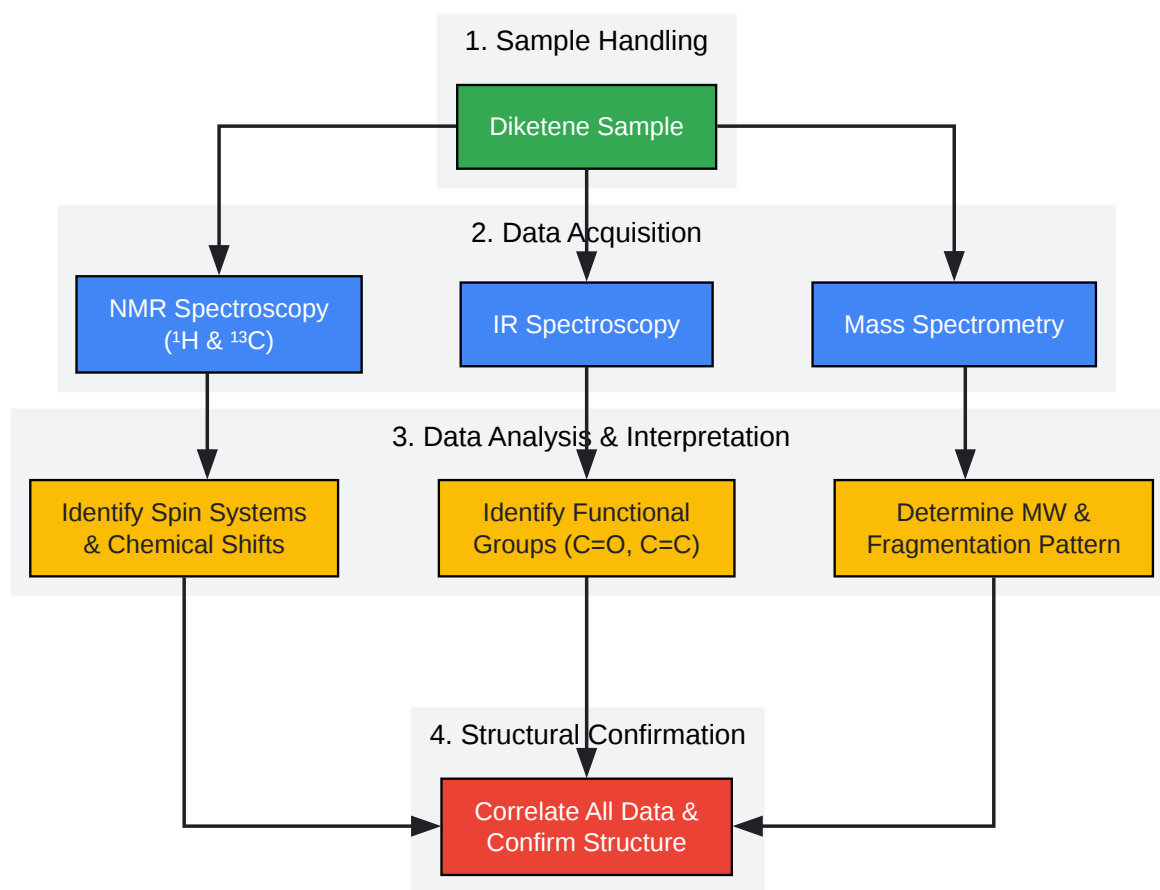 1. Sample Handling
Diketene Sample
2. Data Acquisition
NMR Spectroscopy
(¹H & ¹³C)
IR Spectroscopy
Mass Spectrometry
3. Data Analysis & Interpretation
Identify Spin Systems
& Chemical Shifts
Identify Functional
Groups (C=O, C=C)
Determine MW &
Fragmentation Pattern
4. Structural Confirmation
Correlate All Data &
Confirm Structure